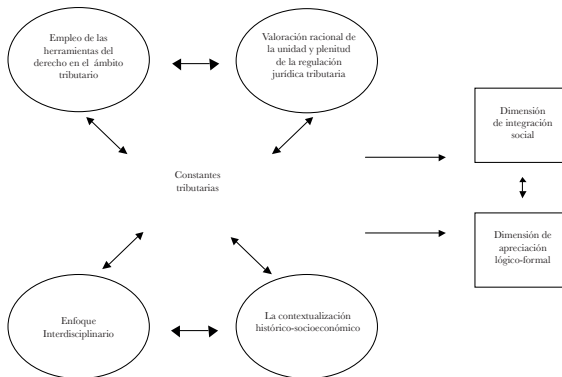 Empleo de las
herramientas del
derecho en el ámbito
tributario
Valoración racional de
la unidad y plenitud
de la regulación
jurídica tributaria
Dimensión
de integración
social
Constantes
tributarias
Dimensión de
apreciación
lógico-formal
Enfoque
Interdisciplinario
La contextualización
histórico-socioeconómico